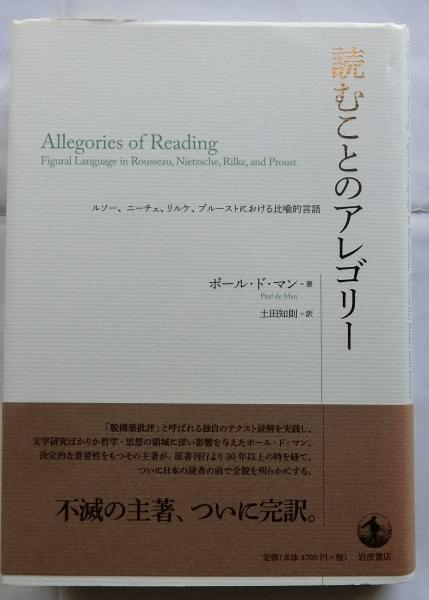 読むことのアレゴリー
Allegories of Reading
Figural Language in Rousseau, Nietzsche, Rilke, and Proust
ルソー、ニーチェ、リルケ、プルーストにおける比喩的言語
ポール・ド・マン・著
Paul de Man
土田知則・訳
「脱構築批評」と呼ばれる独自のテクスト読解を実践し、
文学研究ばかりか哲学・思想の領域に深い影響を与えたポール・ド・マン。
決定的な重要性をもつその主著が、原著刊行より30年以上の時を経て、
ついに日本の読者の前で全貌を明らかにする。
不滅の主著、ついに完訳。
定価(本体4700円+税)
岩波書店